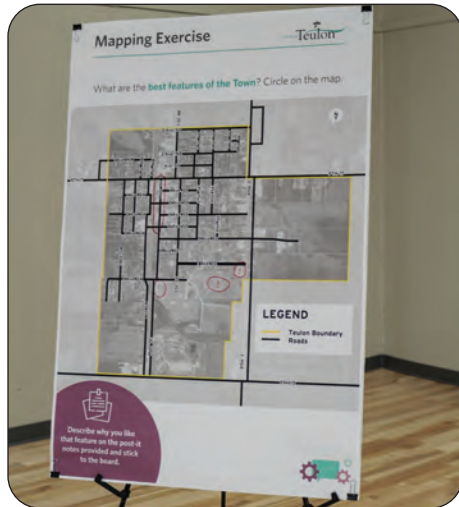 Mapping Exercise
Teulon
What are the best features of the Town? Circle on the map.
LEGEND
Teulon Boundary
Roads
Describe why you like
that feature on the post-it
notes provided and stick
to the board.